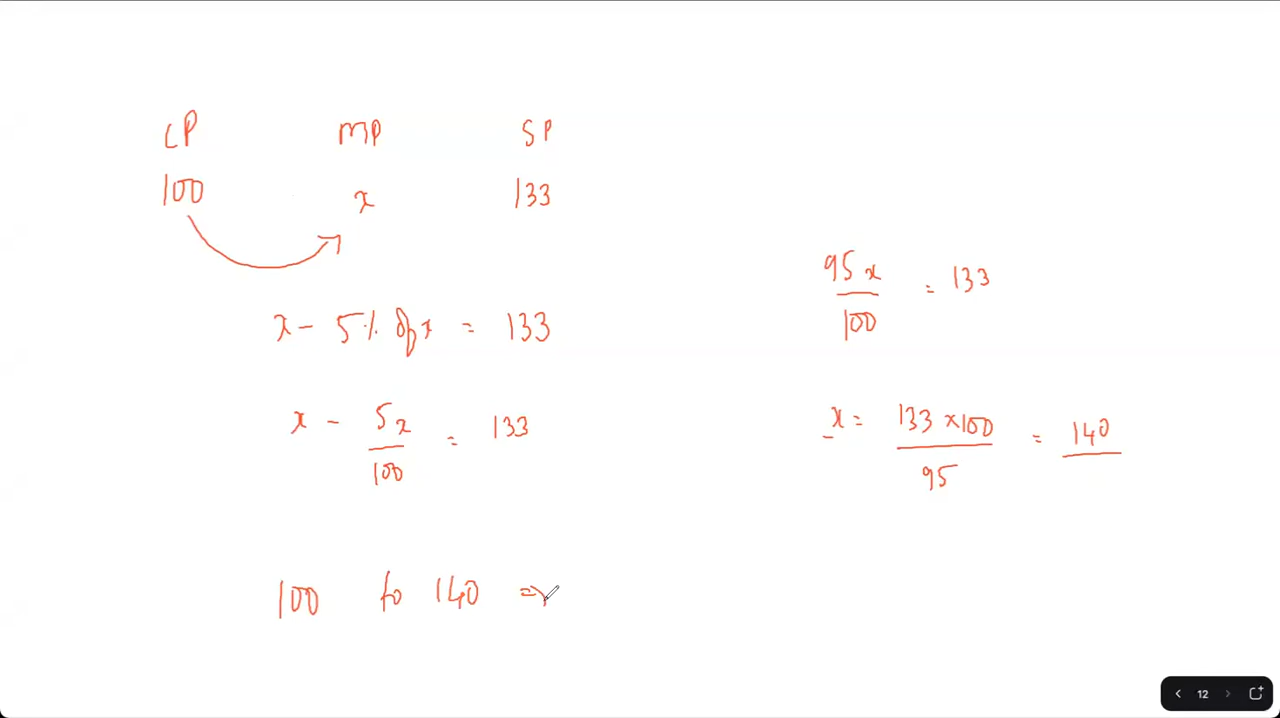 CP MP SP
100 x 133
x - 5% of x = 133
x - 5x/100 = 133
100 to 140 =>
95x/100 = 133
x = 133 x 100/95 = 140
12